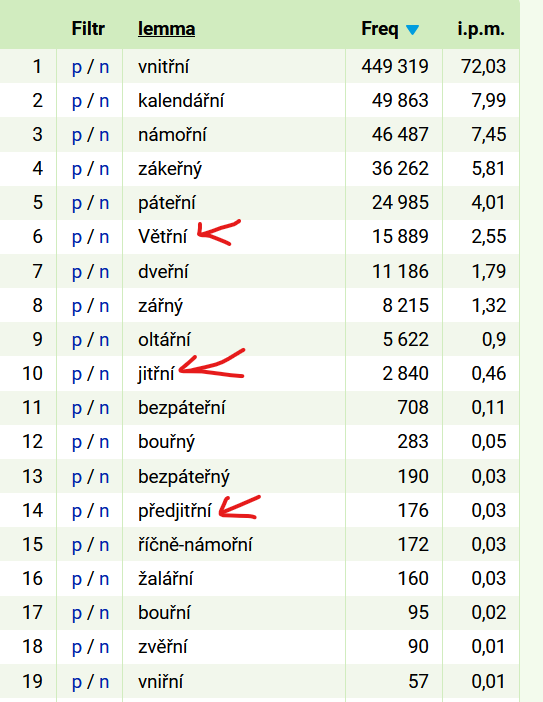 Filtr lemma Freq i.p.m.
1 p / n vnitřní 449 319 72,03
2 p / n kalendářní 49 863 7,99
3 p / n námořní 46 487 7,45
4 p / n zákeřný 36 262 5,81
5 p / n páteřní 24 985 4,01
6 p / n Větřní 15 889 2,55
7 p / n dveřní 11 186 1,79
8 p / n zářný 8 215 1,32
9 p / n oltářní 5 622 0,9
10 p / n jitřní 2 840 0,46
11 p / n bezpáteřní 708 0,11
12 p / n bouřný 283 0,05
13 p / n bezpáteřný 190 0,03
14 p / n předjitřní 176 0,03
15 p / n říčně-námořní 172 0,03
16 p / n žalářní 160 0,03
17 p / n bouřní 95 0,02
18 p / n zvěřní 90 0,01
19 p / n vniřní 57 0,01